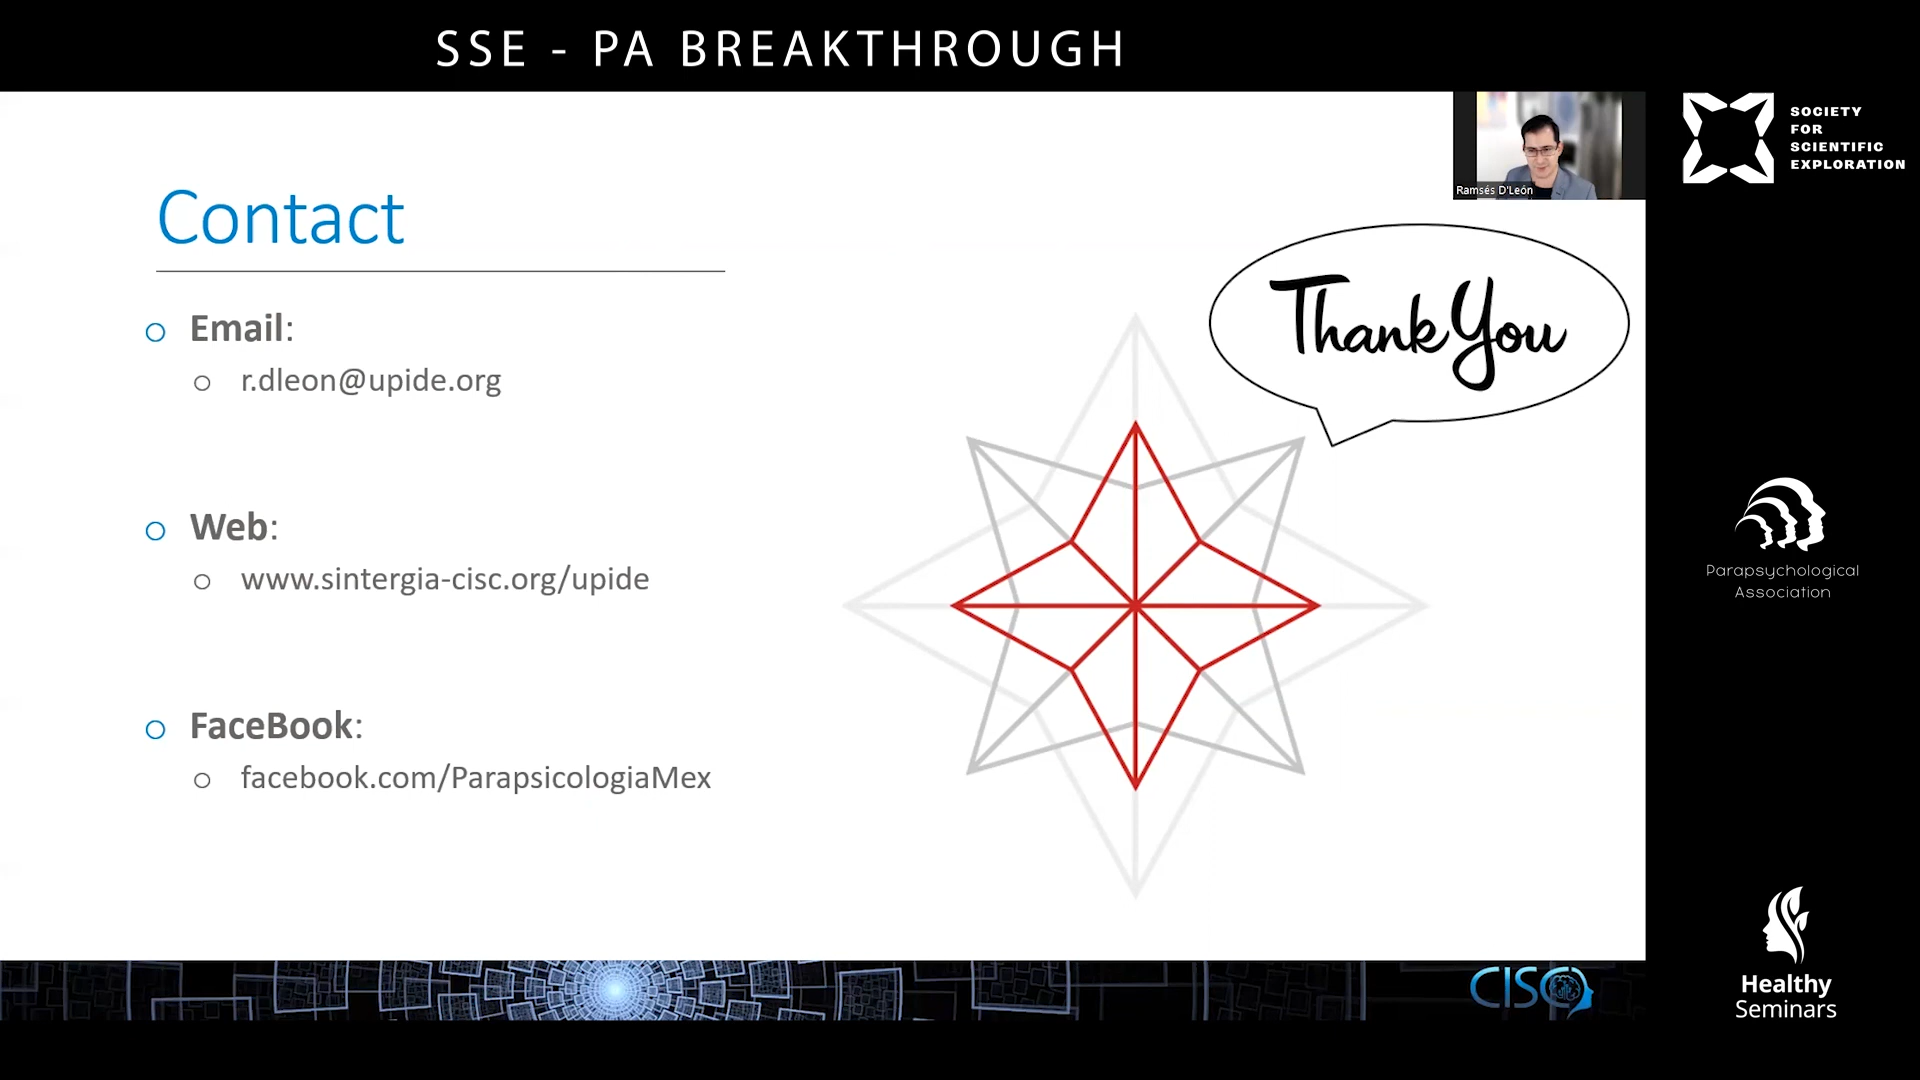 SSE - PA BREAKTHROUGH
Ramsés D'León
SOCIETY
FOR
SCIENTIFIC
EXPLORATION
Contact
Thank You
Email:
r.dleon@upide.org
Web:
www.sintergia-cisc.org/upide
FaceBook:
facebook.com/ParapsicologiaMex
Parapsychological
Association
CISC
Healthy
Seminars